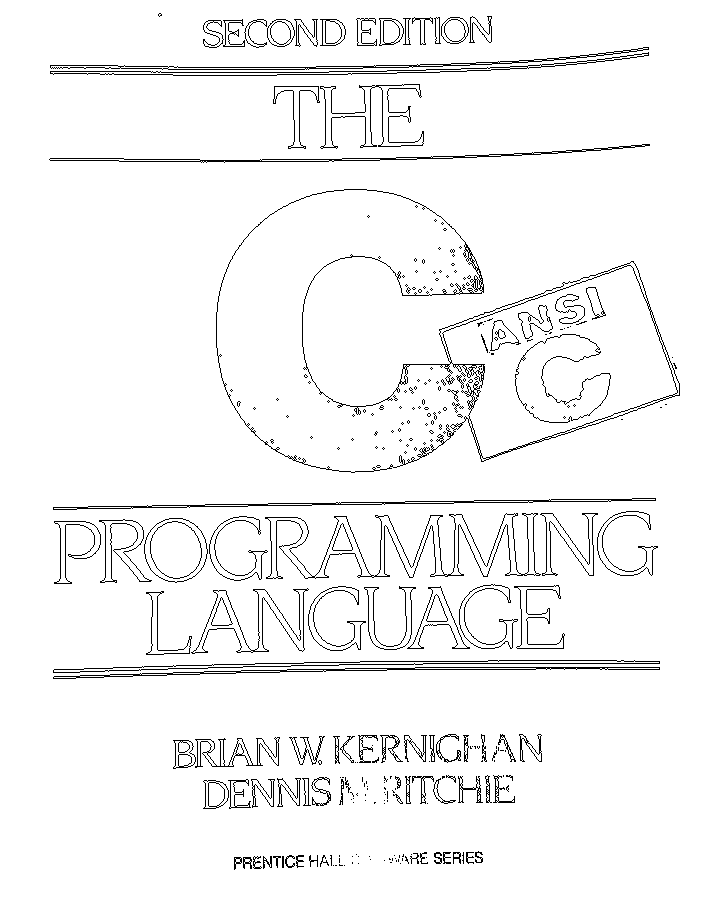 SECOND EDITION
THE
C
ANSI
C
PROGRAMMING
LANGUAGE
BRIAN W. KERNIGHAN
DENNIS M. RITCHIE
PRENTICE HALL SERIES